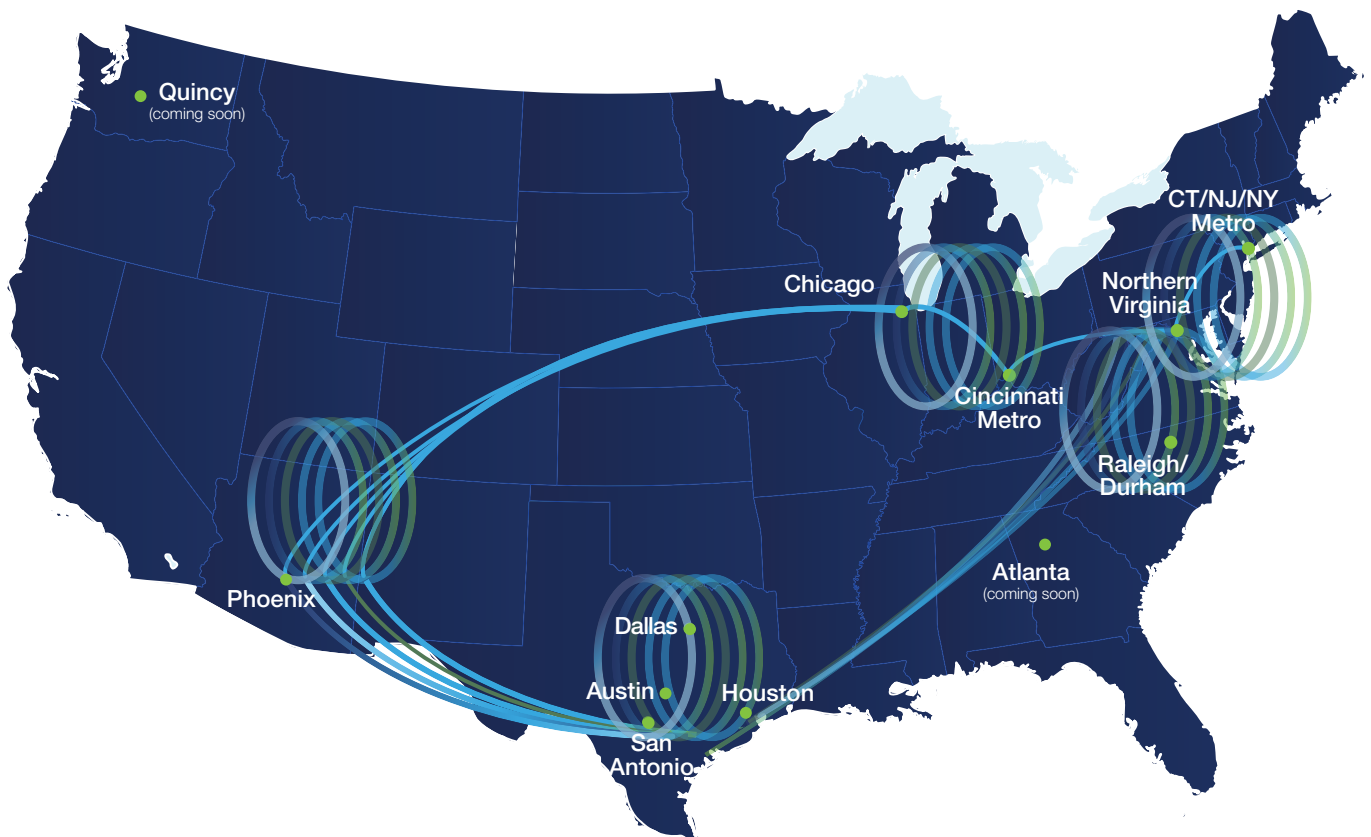 Quincy
(coming soon)
CT/NJ/NY
Metro
Chicago
Northern
Virginia
Cincinnati
Metro
Raleigh/
Durham
Atlanta
(coming soon)
Phoenix
Dallas
Austin
Houston
San
Antonio